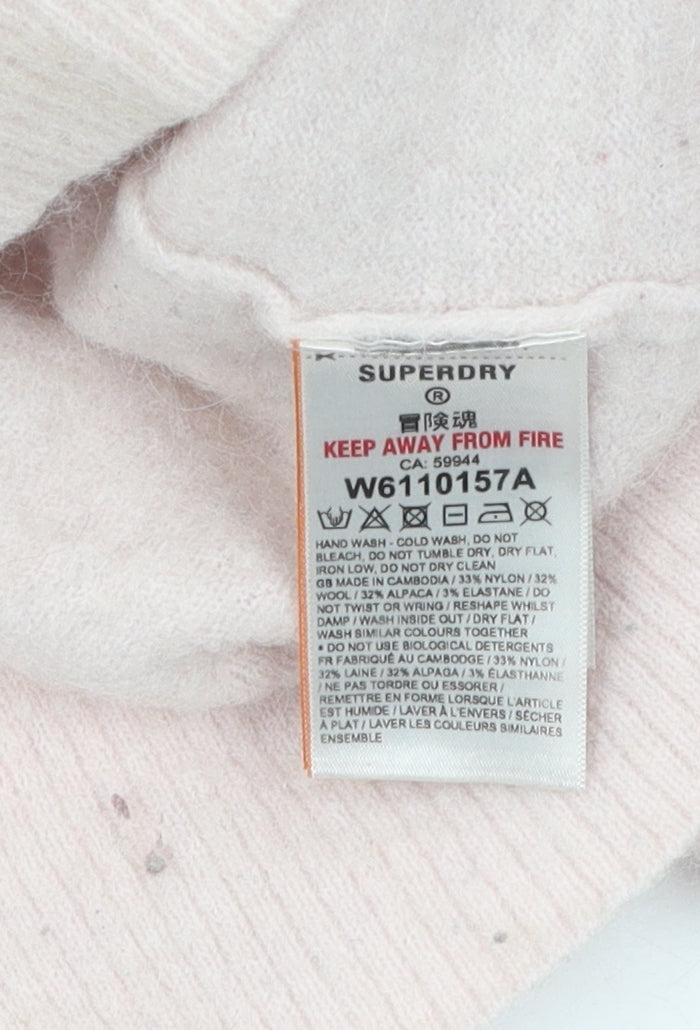 SUPERDRY
®
冒険魂
KEEP AWAY FROM FIRE
CA: 59944
W6110157A
HAND WASH - COLD WASH, DO NOT
BLEACH, DO NOT TUMBLE DRY, DRY FLAT,
IRON LOW, DO NOT DRY CLEAN
GB MADE IN CAMBODIA / 33% NYLON / 32%
WOOL / 32% ALPACA / 3% ELASTANE / DO
NOT TWIST OR WRING / RESHAPE WHILST
DAMP / WASH INSIDE OUT / DRY FLAT /
WASH SIMILAR COLOURS TOGETHER
* DO NOT USE BIOLOGICAL DETERGENTS
FR FABRIQUÉ AU CAMBODGE / 33% NYLON /
32% LAINE / 32% ALPAGA / 3% ÉLASTHANNE
/ NE PAS TORDRE OU ESSORER /
REMETTRE EN FORME LORSQUE L'ARTICLE
EST HUMIDE / LAVER À L'ENVERS / SÉCHER
À PLAT / LAVER LES COULEURS SIMILAIRES
ENSEMBLE